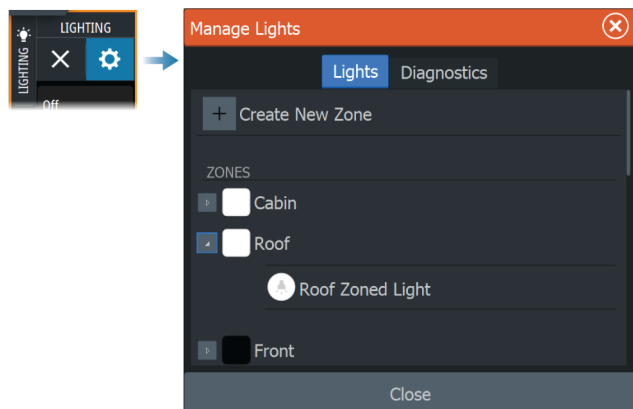 LIGHTING
LIGHTING
Off
Manage Lights
Lights Diagnostics
+ Create New Zone
ZONES
Cabin
Roof
Roof Zoned Light
Front
Close